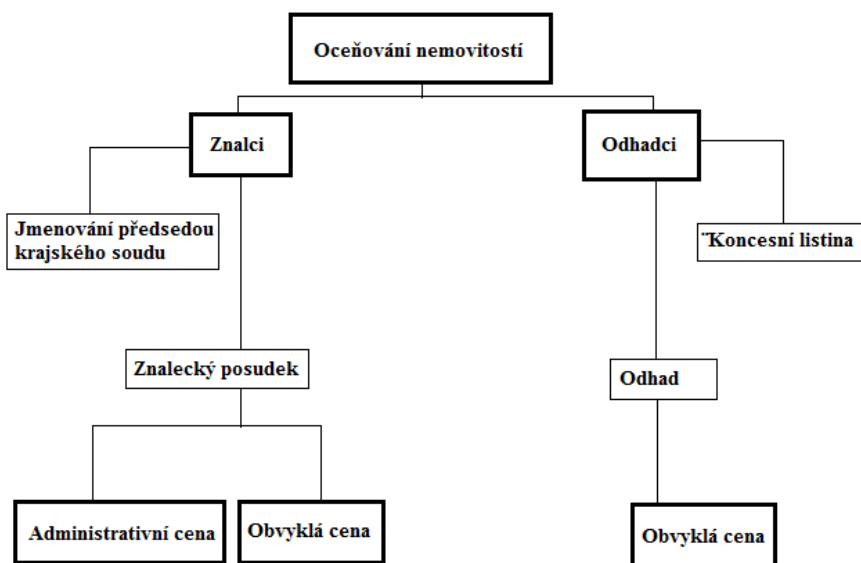 Oceňování nemovitostí
Znalci
Odhadci
Jmenování předsedou
krajského soudu
¨Koncesní listina
Znalecký posudek
Odhad
Administrativní cena
Obvyklá cena
Obvyklá cena